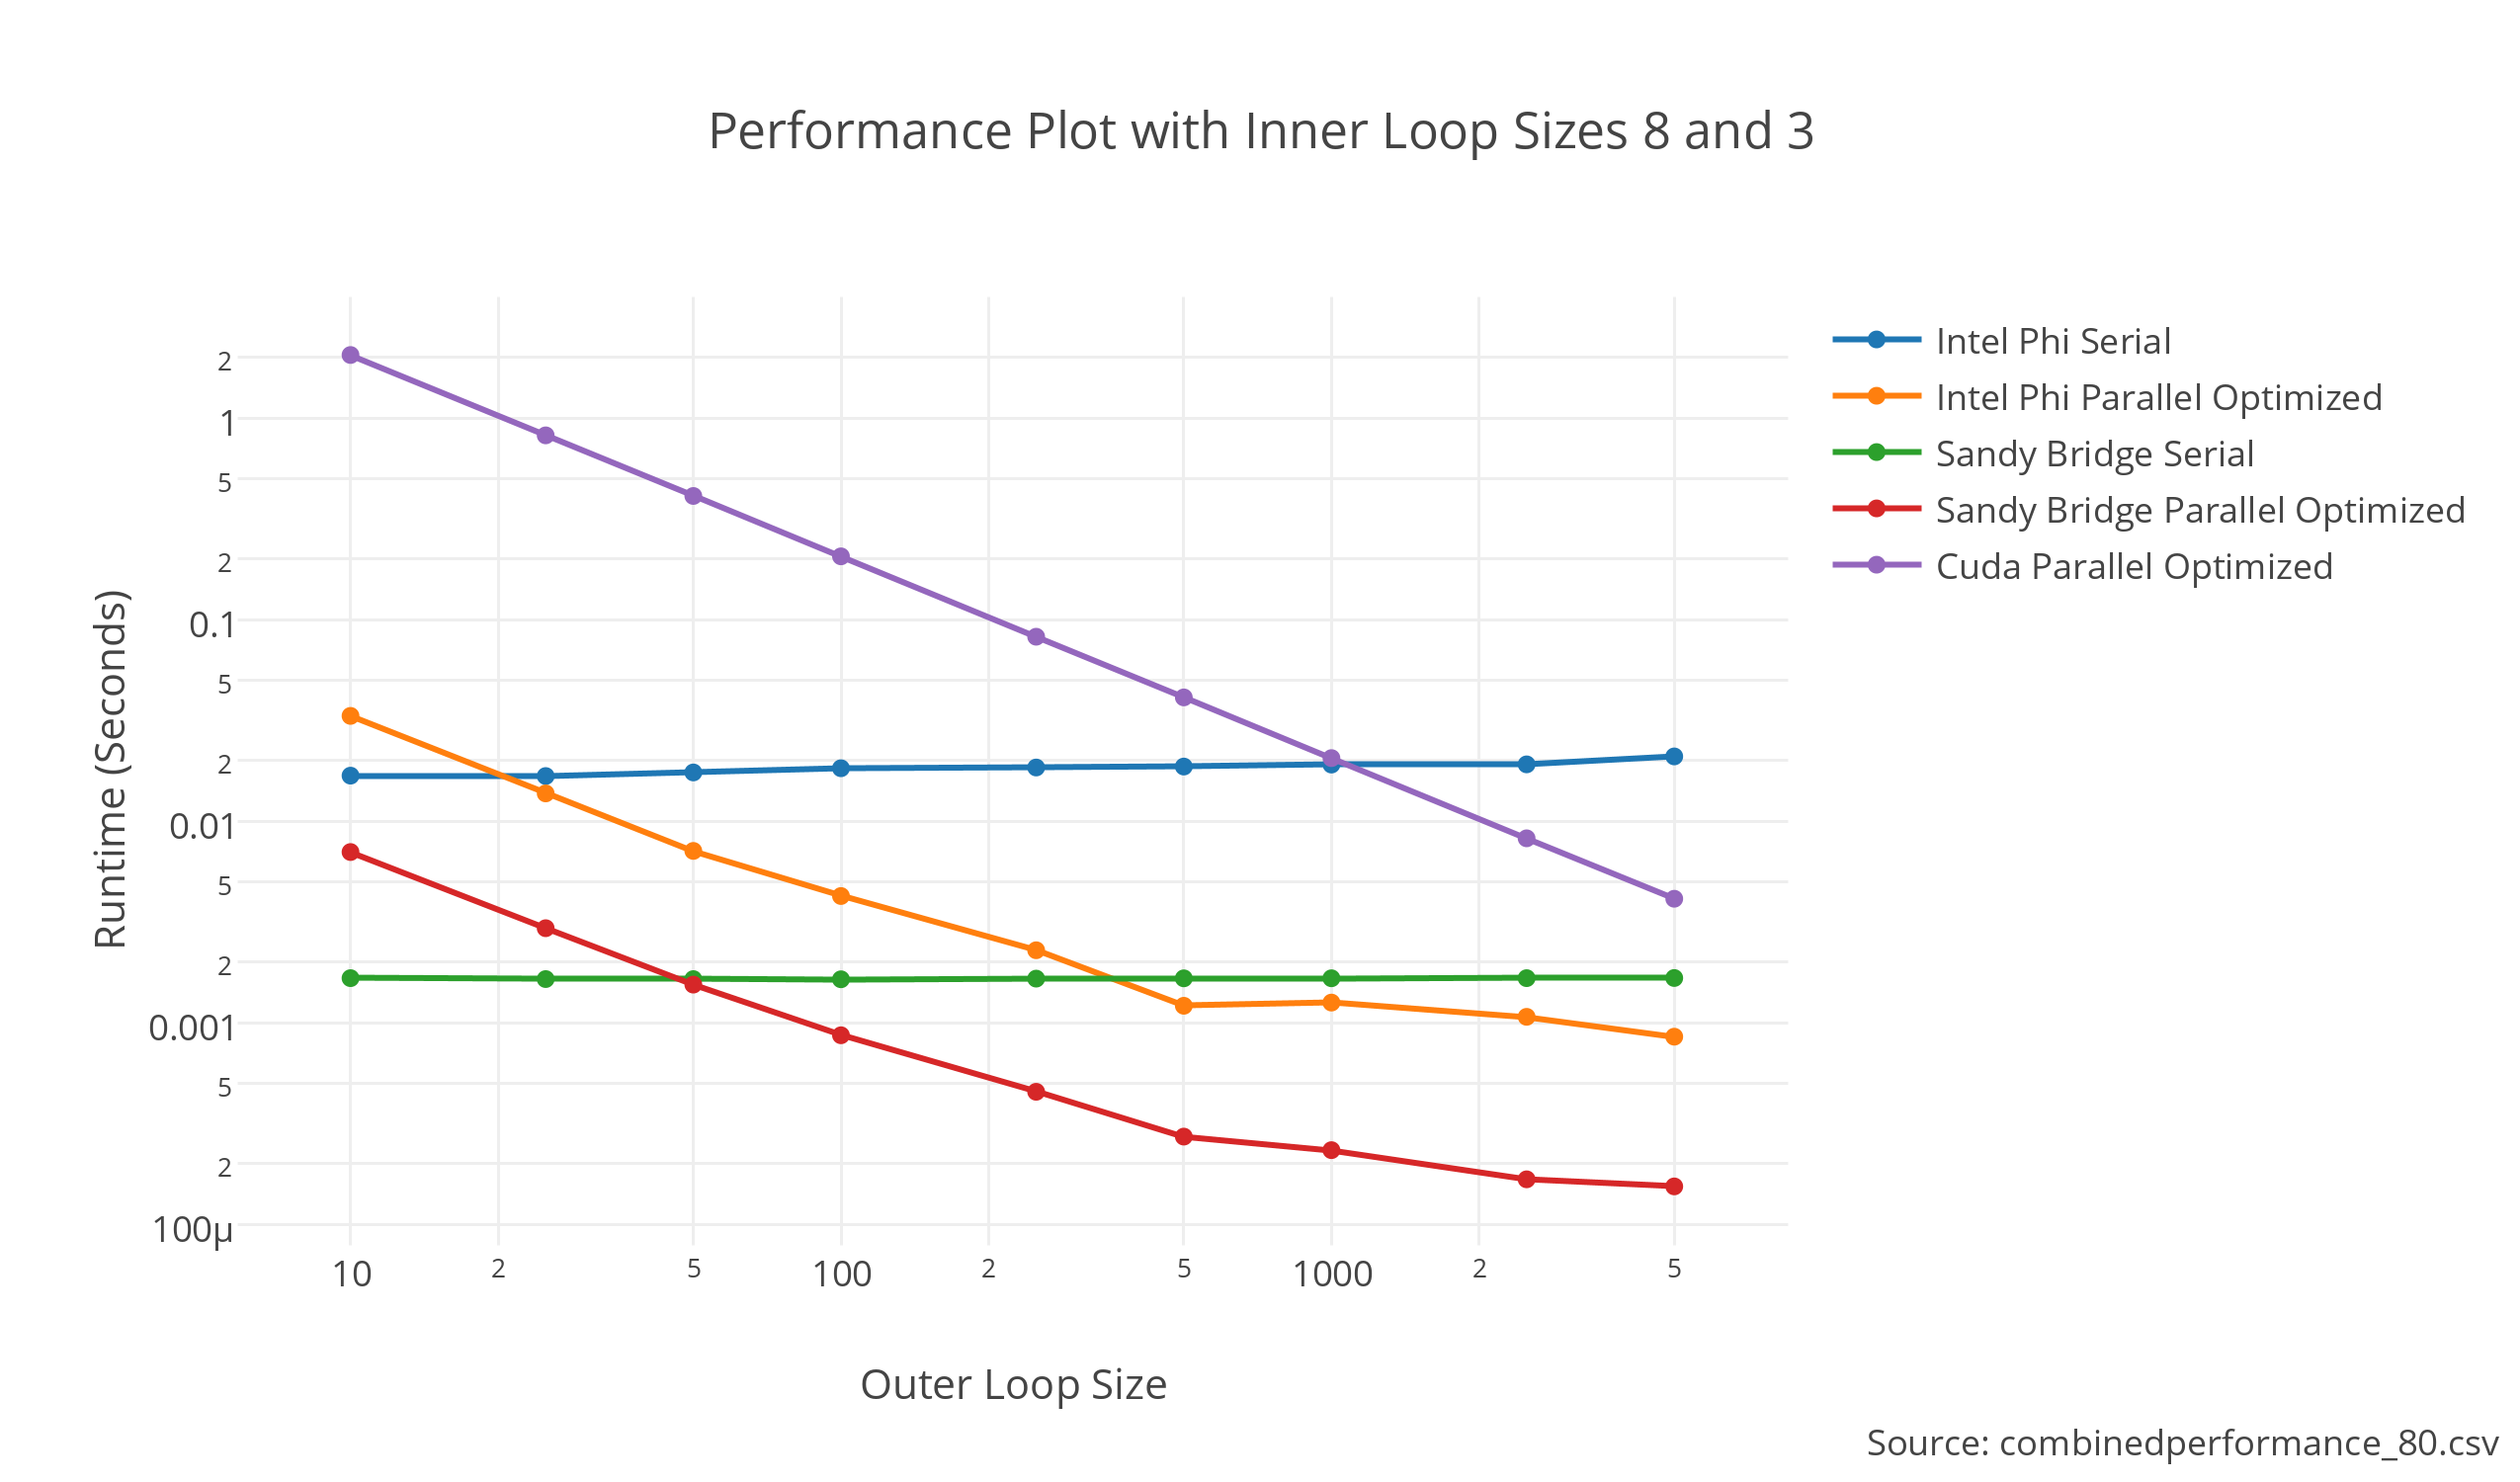 Performance Plot with Inner Loop Sizes 8 and 3
Intel Phi Serial
Intel Phi Parallel Optimized
Sandy Bridge Serial
Sandy Bridge Parallel Optimized
Cuda Parallel Optimized
Runtime (Seconds)
2
1
5
2
0.1
5
2
0.01
5
2
0.001
5
2
100μ
10 2 5 100 2 5 1000 2 5
Outer Loop Size
Source: combinedperformance_80.csv